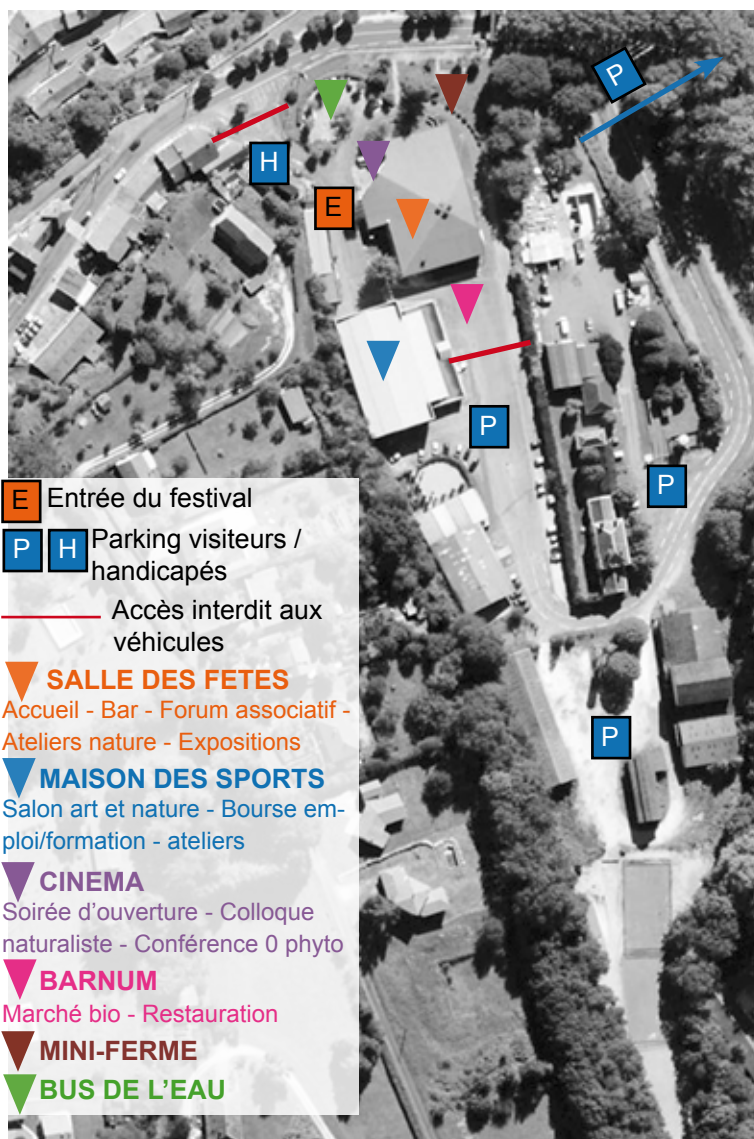 P
H
E
P
P
P
E Entrée du festival
P H Parking visiteurs /
handicapés
Accès interdit aux
véhicules
SALLE DES FETES
Accueil - Bar - Forum associatif -
Ateliers nature - Expositions
MAISON DES SPORTS
Salon art et nature - Bourse em-
ploi/formation - ateliers
CINEMA
Soirée d'ouverture - Colloque
naturaliste - Conférence 0 phyto
BARNUM
Marché bio - Restauration
MINI-FERME
BUS DE L'EAU